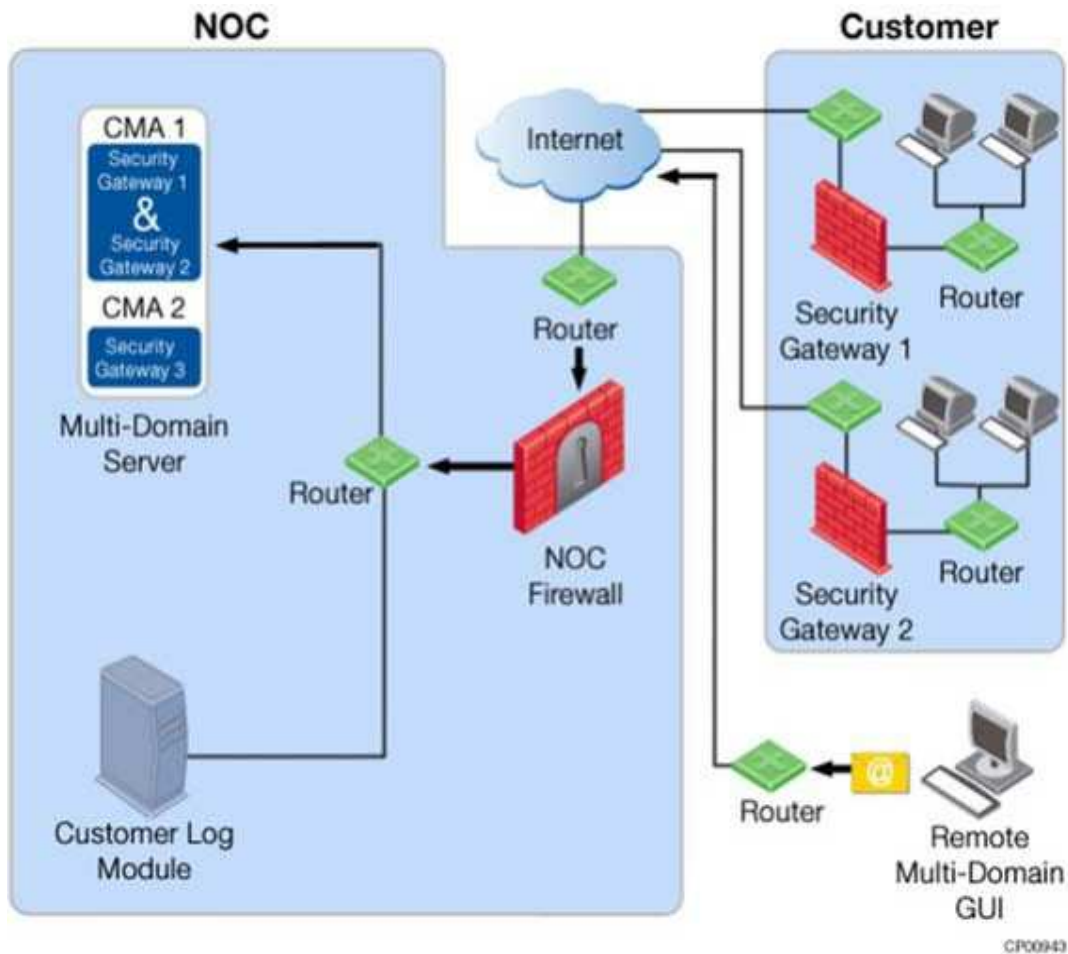 NOC
Customer
CMA 1
Security
Gateway 1
&
Security
Gateway 2
CMA 2
Security
Gateway 3
Multi-Domain
Server
Internet
Router
Router
NOC
Firewall
Customer Log
Module
Security
Gateway 1
Router
Security
Gateway 2
Router
Router
@
Remote
Multi-Domain
GUI
CP00943